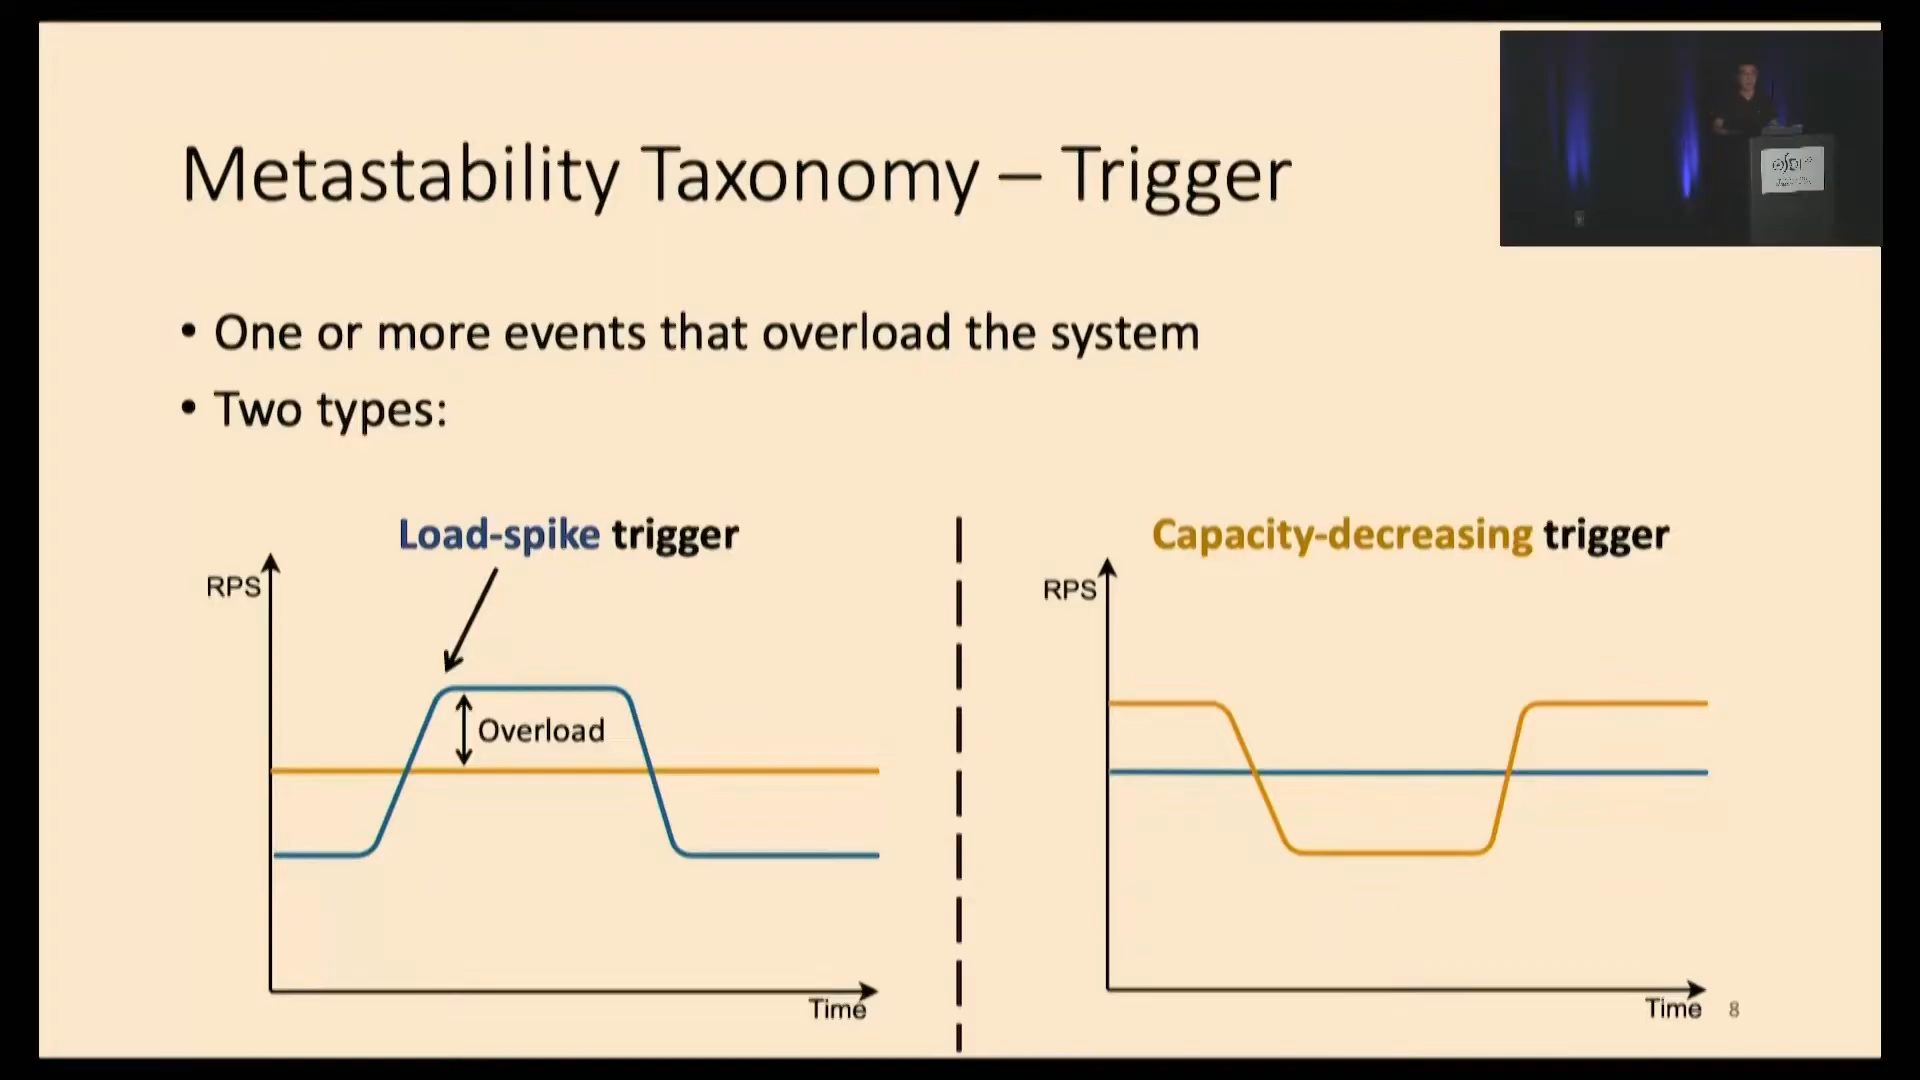 Metastability Taxonomy – Trigger
• One or more events that overload the system
• Two types:
Load-spike trigger
RPS
Overload
Time
Capacity-decreasing trigger
RPS
Time
8